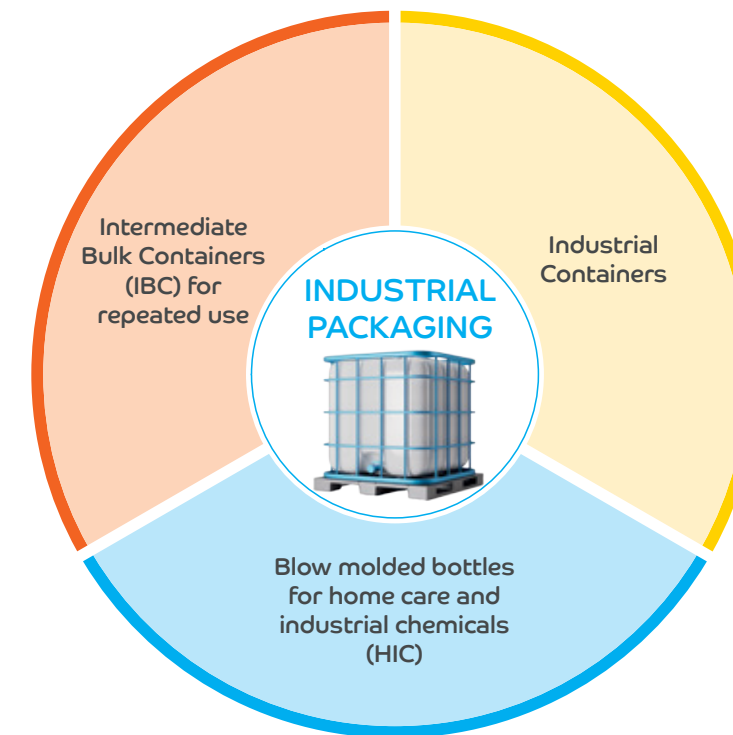 Intermediate
Bulk Containers
(IBC) for
repeated use
Industrial
Containers
INDUSTRIAL
PACKAGING
Blow molded bottles
for home care and
industrial chemicals
(HIC)